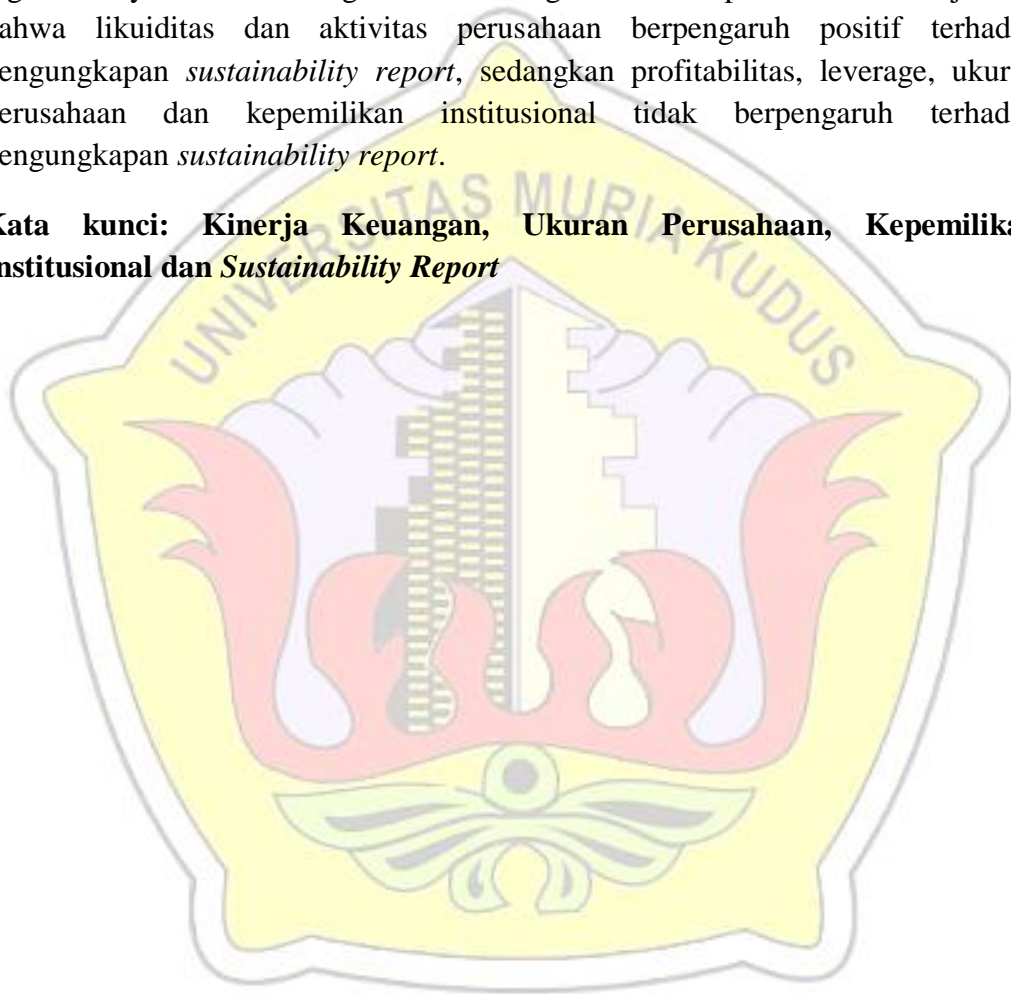 ahwa likuiditas dan aktivitas perusahaan berpengaruh positif terhad
engungkapan sustainability report, sedangkan profitabilitas, leverage, ukur
erusahaan dan kepemilikan institusional tidak berpengaruh terhad
engungkapan sustainability report.
Kata kunci: Kinerja Keuangan, Ukuran Perusahaan, Kepemilika
nstitusional dan Sustainability Report
UNIVERSITAS MURIA KUDUS